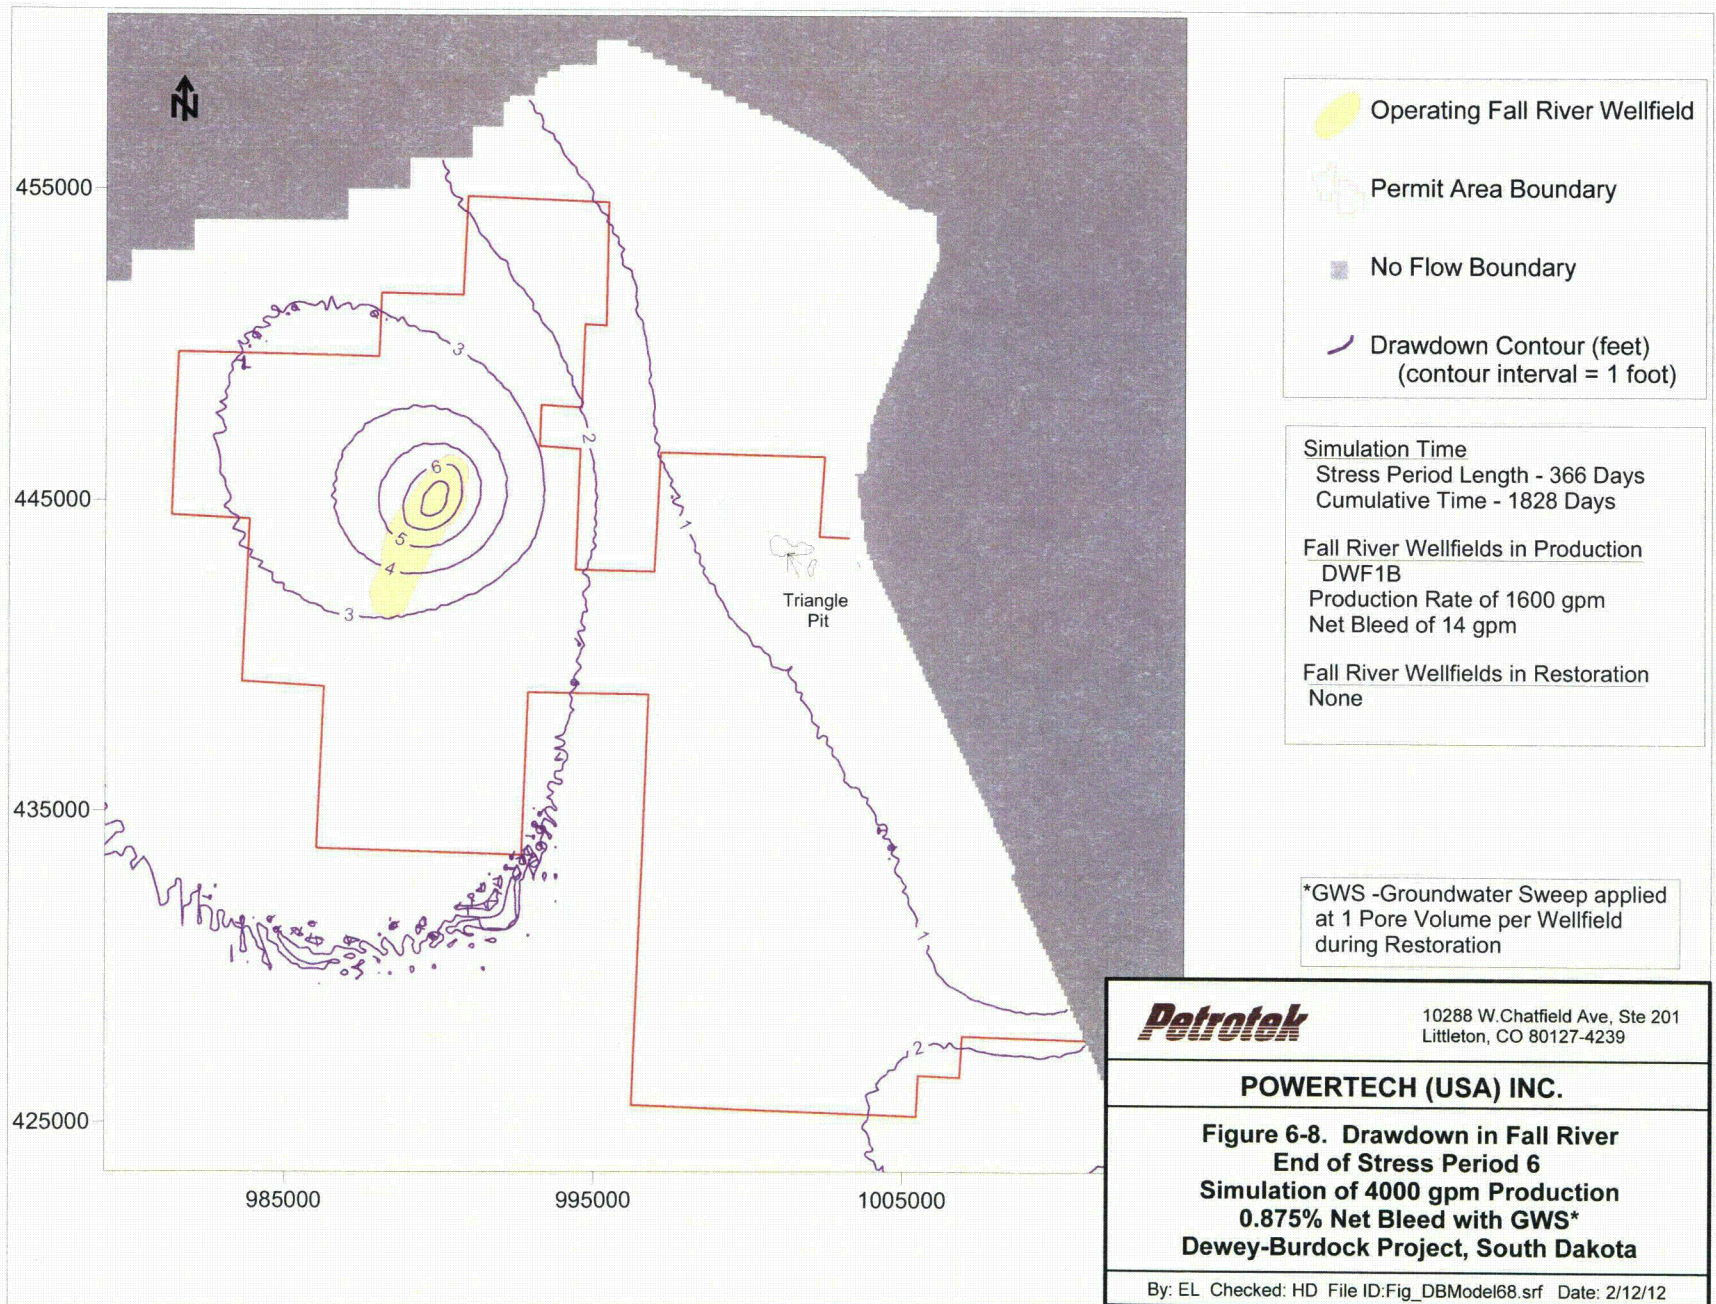 N
455000
445000
435000
425000
985000
995000
1005000
3
2
6
5
4
3
1
1
2
Triangle
Pit
Operating Fall River Wellfield
Permit Area Boundary
No Flow Boundary
Drawdown Contour (feet)
(contour interval = 1 foot)
Simulation Time
Stress Period Length - 366 Days
Cumulative Time - 1828 Days
Fall River Wellfields in Production
DWF1B
Production Rate of 1600 gpm
Net Bleed of 14 gpm
Fall River Wellfields in Restoration
None
*GWS -Groundwater Sweep applied
at 1 Pore Volume per Wellfield
during Restoration
Petrotek
10288 W.Chatfield Ave, Ste 201
Littleton, CO 80127-4239
POWERTECH (USA) INC.
Figure 6-8. Drawdown in Fall River
End of Stress Period 6
Simulation of 4000 gpm Production
0.875% Net Bleed with GWS*
Dewey-Burdock Project, South Dakota
By: EL Checked: HD File ID:Fig_DBModel68.srf Date: 2/12/12